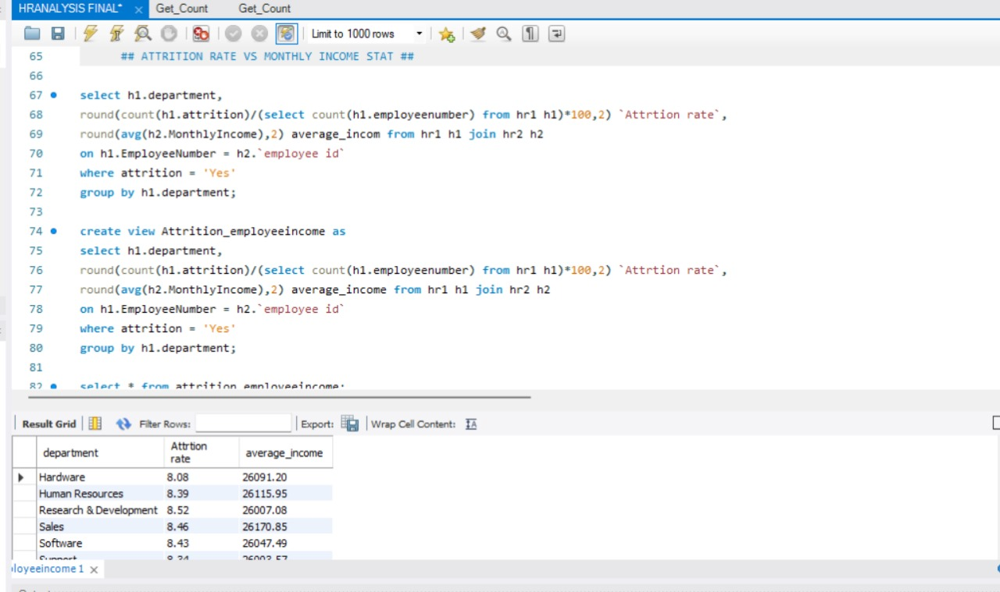 HRANALYSIS FINAL* × Get_Count Get_Count
Limit to 1000 rows
65 ## ATTRITION RATE VS MONTHLY INCOME STAT ##
66
67 select h1.department,
68 round(count(h1.attrition)/(select count(h1.employeenumber) from hr1 h1)*100,2) `Attrtion rate`,
69 round(avg(h2.MonthlyIncome),2) average_incom from hr1 h1 join hr2 h2
70 on h1.EmployeeNumber = h2.`employee id`
71 where attrition = 'Yes'
72 group by h1.department;
73
74 create view Attrition_employeeincome as
75 select h1.department,
76 round(count(h1.attrition)/(select count(h1.employeenumber) from hr1 h1)*100,2) `Attrtion rate`,
77 round(avg(h2.MonthlyIncome),2) average_income from hr1 h1 join hr2 h2
78 on h1.EmployeeNumber = h2.`employee id`
79 where attrition = 'Yes'
80 group by h1.department;
81
82 select * from attrition_employeeincome;
Result Grid Filter Rows: Export: Wrap Cell Content:
department Attrtion rate average_income
Hardware 8.08 26091.20
Human Resources 8.39 26115.95
Research & Development 8.52 26007.08
Sales 8.46 26170.85
Software 8.43 26047.49
Support 8.34 26093.57
loyeeincome 1 ×